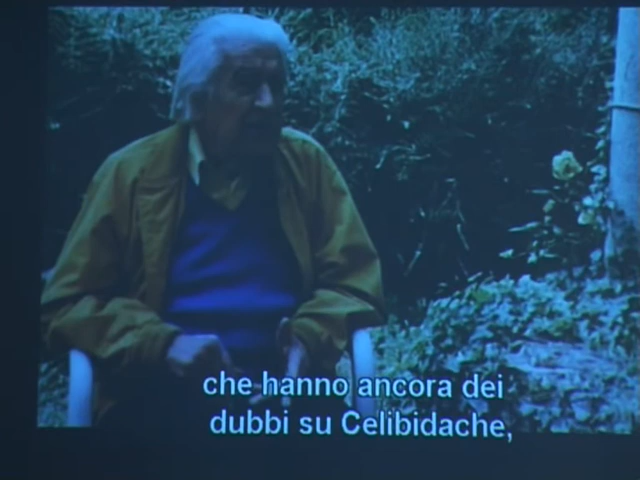 che hanno ancora dei
dubbi su Celibidache,